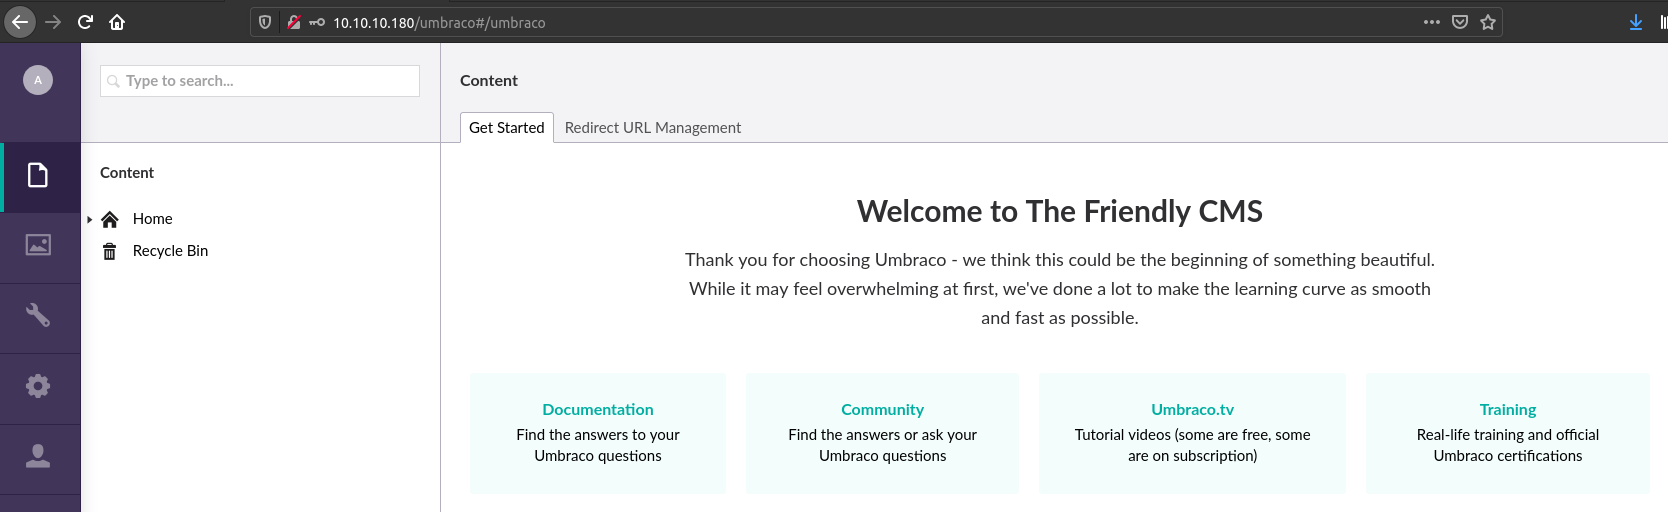 10.10.10.180/umbraco#/umbraco
A
Type to search...
Content
Home
Recycle Bin
Content
Get Started
Redirect URL Management
Welcome to The Friendly CMS
Thank you for choosing Umbraco - we think this could be the beginning of something beautiful.
While it may feel overwhelming at first, we've done a lot to make the learning curve as smooth
and fast as possible.
Documentation
Find the answers to your
Umbraco questions
Community
Find the answers or ask your
Umbraco questions
Umbraco.tv
Tutorial videos (some are free, some
are on subscription)
Training
Real-life training and official
Umbraco certifications